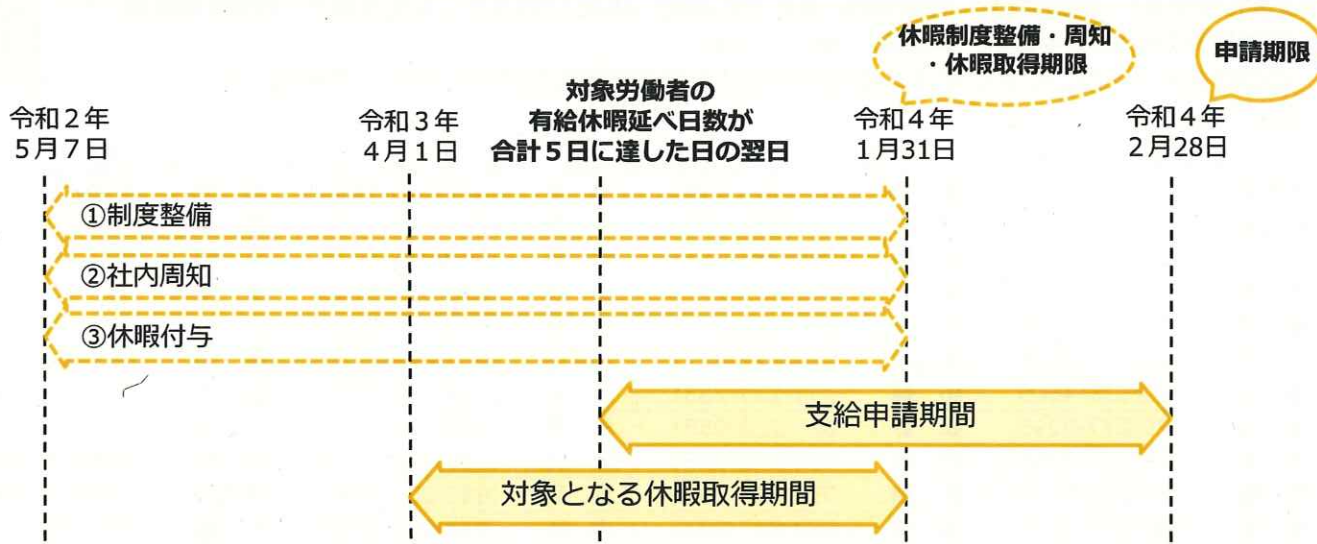 休暇制度整備・周知
・休暇取得期限
申請期限
令和2年
5月7日
令和3年
4月1日
対象労働者の
有給休暇延べ日数が
合計5日に達した日の翌日
令和4年
1月31日
令和4年
2月28日
①制度整備
②社内周知
③休暇付与
支給申請期間
対象となる休暇取得期間